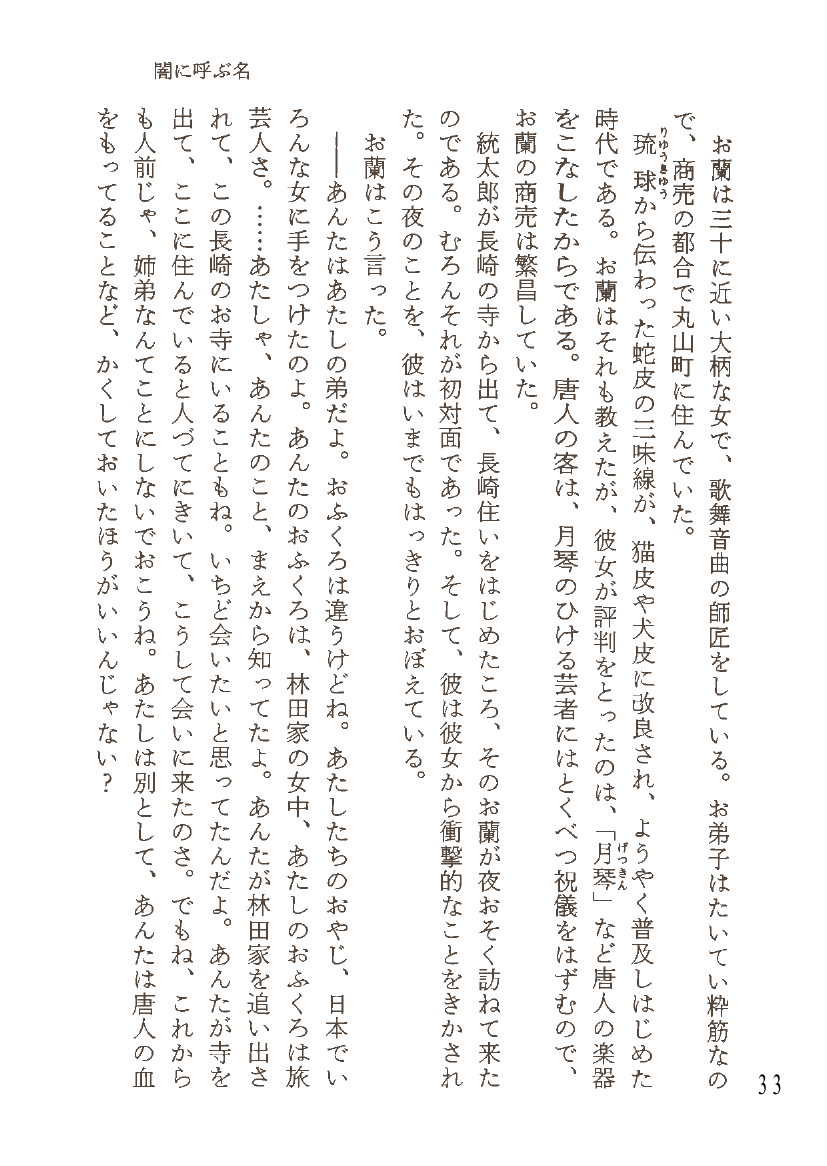 闇に呼ぶ名
お蘭は三十に近い大柄な女で、歌舞音曲の師匠をしている。お弟子はたいてい粋筋なの
で、商売の都合で丸山町に住んでいた。
琉球から伝わった蛇皮の三味線が、猫皮や犬皮に改良され、ようやく普及しはじめた
りゆうきゆう
時代である。お蘭はそれも教えたが、彼女が評判をとったのは、「月琴」など唐人の楽器
げつきん
をこなしたからである。唐人の客は、月琴のひける芸者にはとくべつ祝儀をはずむので、
お蘭の商売は繁昌していた。
統太郎が長崎の寺から出て、長崎住いをはじめたころ、そのお蘭が夜おそく訪ねて来た
のである。むろんそれが初対面であった。そして、彼は彼女から衝撃的なことをきかされ
た。その夜のことを、彼はいまでもはっきりとおぼえている。
お蘭はこう言った。
――あんたはあたしの弟だよ。おふくろは違うけどね。あたしたちのおやじ、日本でい
ろんな女に手をつけたのよ。あんたのおふくろは、林田家の女中、あたしのおふくろは旅
芸人さ。……あたしゃ、あんたのこと、まえから知ってたよ。あんたが林田家を追い出さ
れて、この長崎のお寺にいることもね。いちど会いたいと思ってたんだよ。あんたが寺を
出て、ここに住んでいると人づてにきいて、こうして会いに来たのさ。でもね、これから
も人前じゃ、姉弟なんてことにしないでおこうね。あたしは別として、あんたは唐人の血
をもってることなど、かくしておいたほうがいいんじゃない？
33